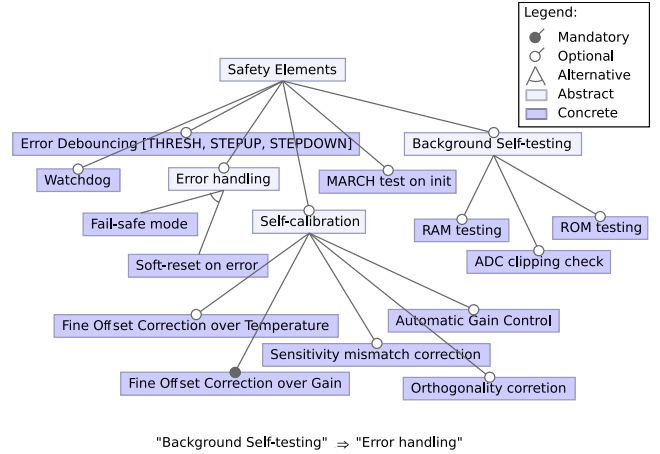 Legend:
Mandatory
Optional
Alternative
Abstract
Concrete
Safety Elements
Error Debouncing [THRESH, STEPUP, STEPDOWN]
Background Self-testing
Watchdog
Error handling
MARCH test on init
Fail-safe mode
Self-calibration
RAM testing
ROM testing
Soft-reset on error
ADC clipping check
Fine Offset Correction over Temperature
Automatic Gain Control
Sensitivity mismatch correction
Fine Offset Correction over Gain
Orthogonality corretion
"Background Self-testing" ⇒ "Error handling"